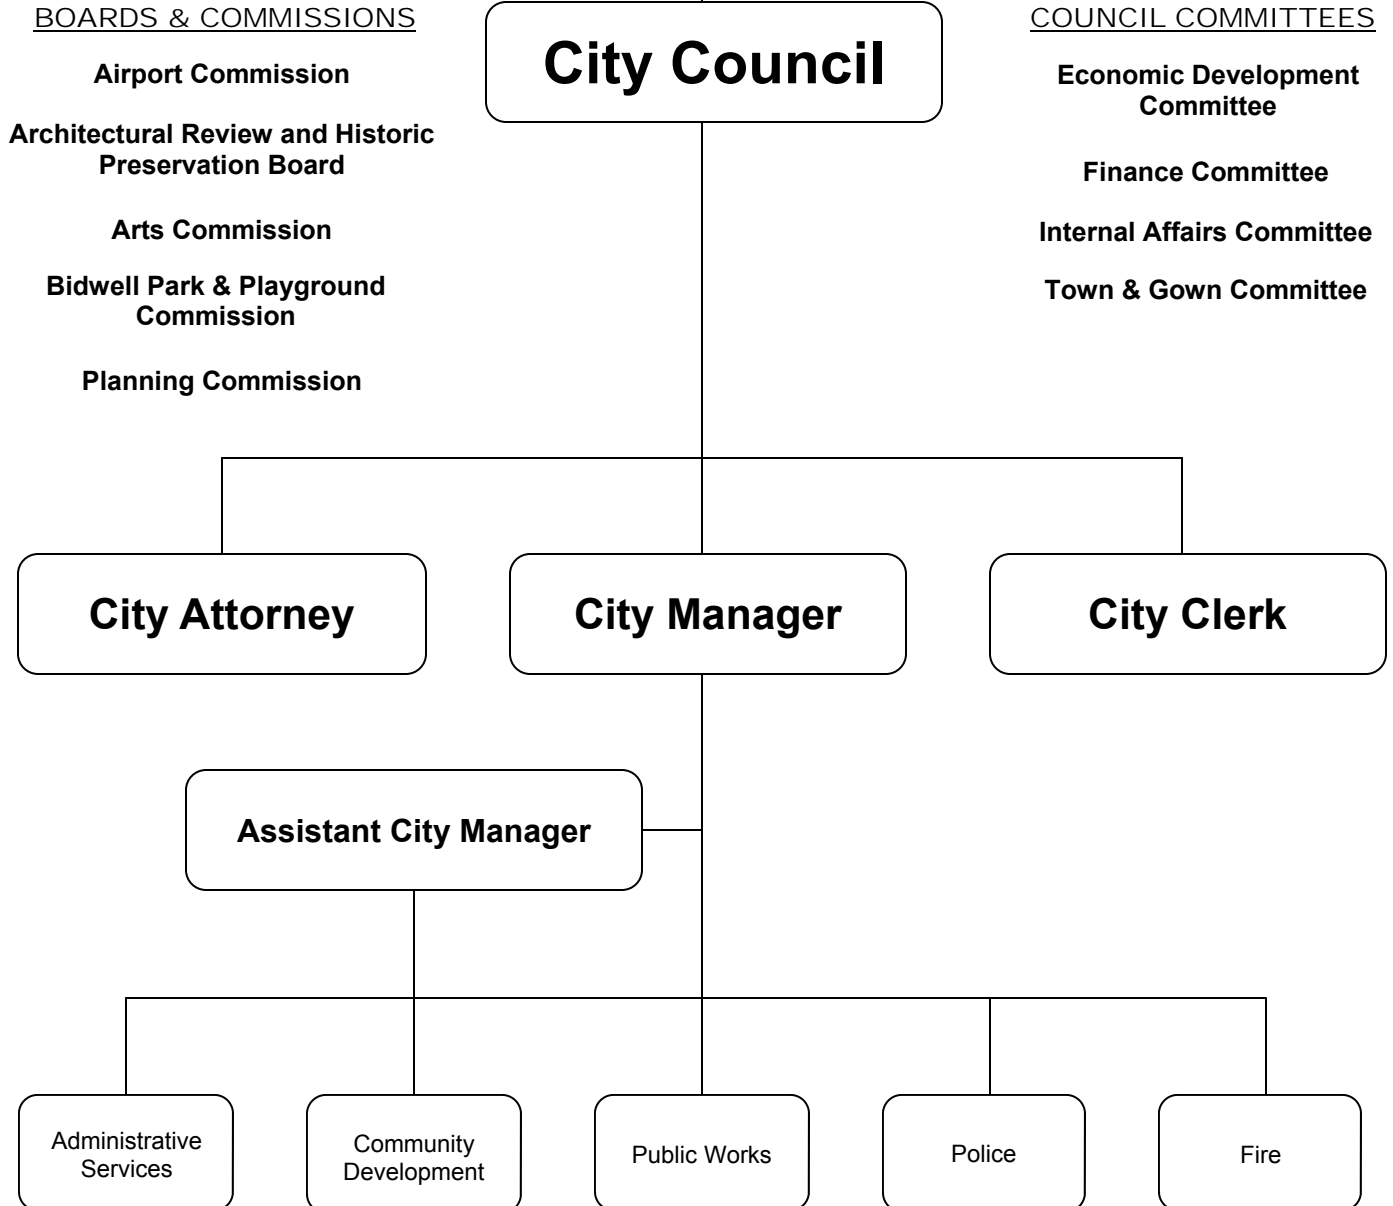 BOARDS & COMMISSIONS
Airport Commission
Architectural Review and Historic
Preservation Board
Arts Commission
Bidwell Park & Playground
Commission
Planning Commission
City Council
COUNCIL COMMITTEES
Economic Development
Committee
Finance Committee
Internal Affairs Committee
Town & Gown Committee
City Attorney
City Manager
City Clerk
Assistant City Manager
Administrative
Services
Community
Development
Public Works
Police
Fire